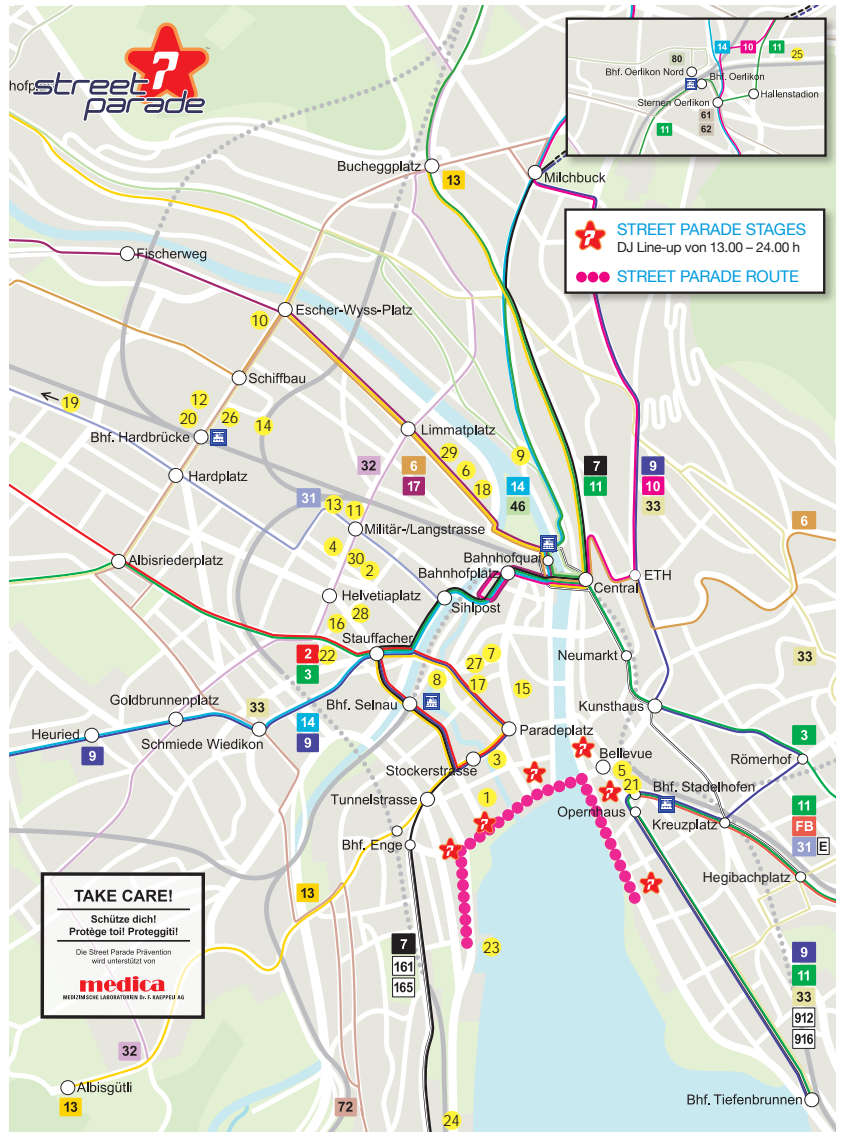 hofp
street
parade
™
14
10
11
25
80
Bhf. Oerlikon Nord
Bhf. Oerlikon
Hallenstadion
Sternen Oerlikon
61
62
11
Bucheggplatz
13
Milchbuck
STREET PARADE STAGES
DJ Line-up von 13.00 – 24.00 h
STREET PARADE ROUTE
Fischerweg
10
Escher-Wyss-Platz
Schiffbau
19
12
20
26
14
Bhf. Hardbrücke
Limmatplatz
29
9
32
6
6
7
9
Hardplatz
17
18
14
11
10
31
46
33
13
11
6
Militär-/Langstrasse
4
30
2
Bahnhofquai
Albisriederplatz
Bahnhofplatz
Central
ETH
Helvetiaplatz
Sihlpost
28
16
Stauffacher
2
22
3
7
27
Neumarkt
33
8
17
15
Goldbrunnenplatz
33
Bhf. Selnau
Kunsthaus
14
Heuried
9
Schmiede Wiedikon
9
Paradeplatz
3
Bellevue
Römerhof
3
Stockerstrasse
5
21
Bhf. Stadelhofen
Tunnelstrasse
1
Opernhaus
Kreuzplatz
11
FB
31
E
Bhf. Enge
Hegibachplatz
TAKE CARE!
Schütze dich!
Protège toi! Proteggiti!
Die Street Parade Prävention
wird unterstützt von
medica
MEDIZINISCHE LABORATORIEN Dr. F. KAEPPELI AG
13
7
161
165
23
9
11
33
912
916
32
Albisgütli
13
72
24
Bhf. Tiefenbrunnen